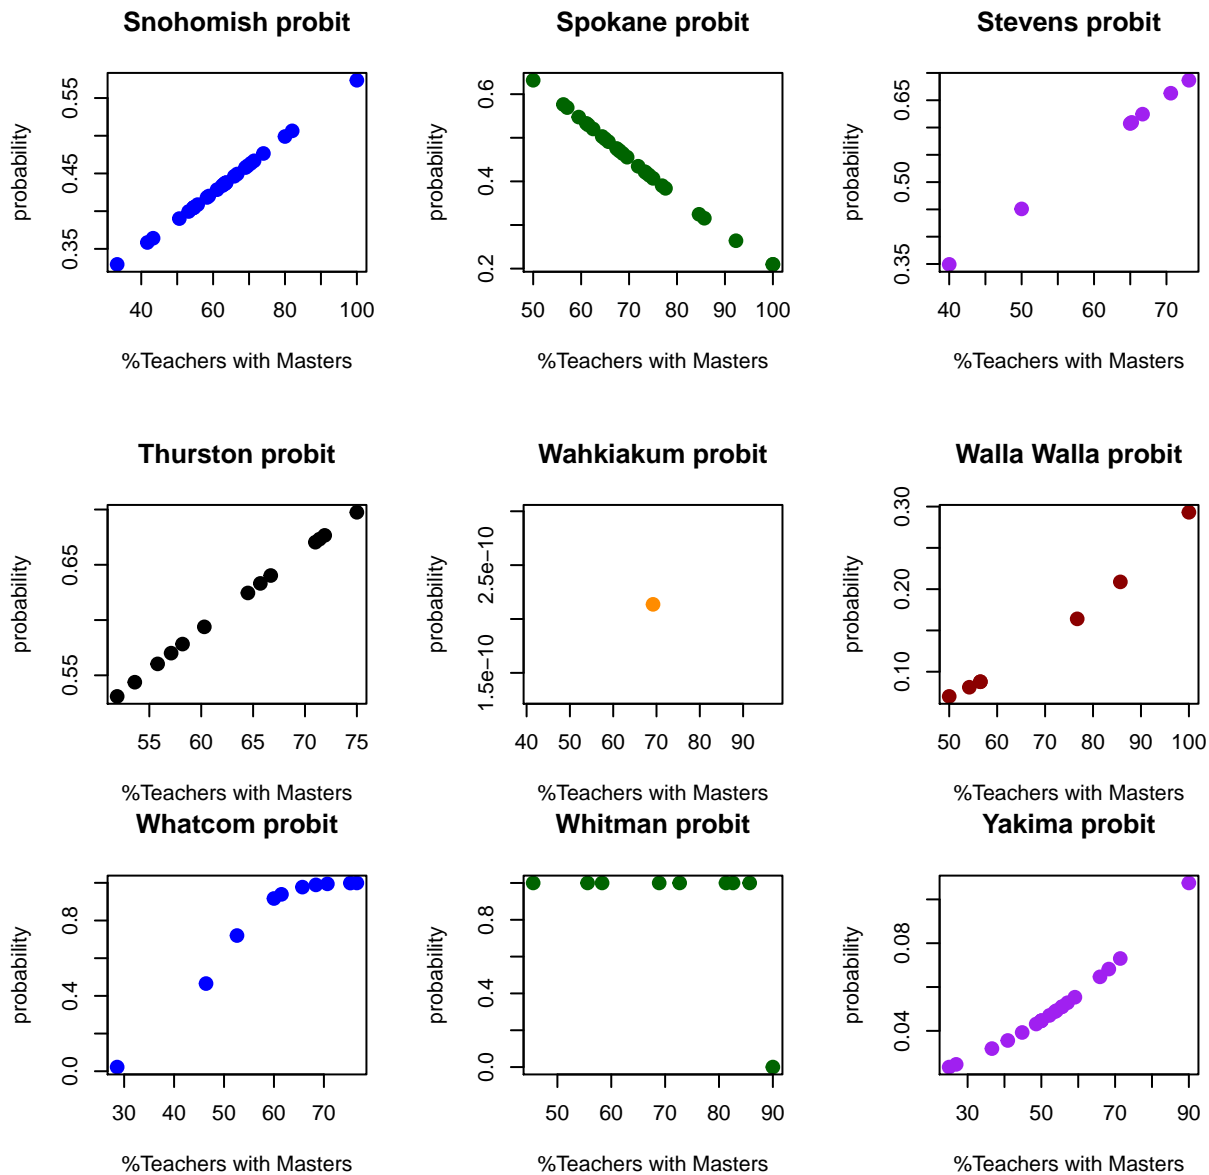 Snohomish probit
probability
0.35 0.45 0.55
40 60 80 100
%Teachers with Masters
Spokane probit
probability
0.2 0.4 0.6
50 60 70 80 90 100
%Teachers with Masters
Stevens probit
probability
0.35 0.50 0.65
40 50 60 70
%Teachers with Masters
Thurston probit
probability
0.55 0.65
55 60 65 70 75
%Teachers with Masters
Wahkiakum probit
probability
1.5e−10 2.5e−10
40 50 60 70 80 90
%Teachers with Masters
Walla Walla probit
probability
0.10 0.20 0.30
50 60 70 80 90 100
%Teachers with Masters
Whatcom probit
probability
0.0 0.4 0.8
30 40 50 60 70
%Teachers with Masters
Whitman probit
probability
0.0 0.4 0.8
50 60 70 80 90
%Teachers with Masters
Yakima probit
probability
0.04 0.08
30 50 70 90
%Teachers with Masters